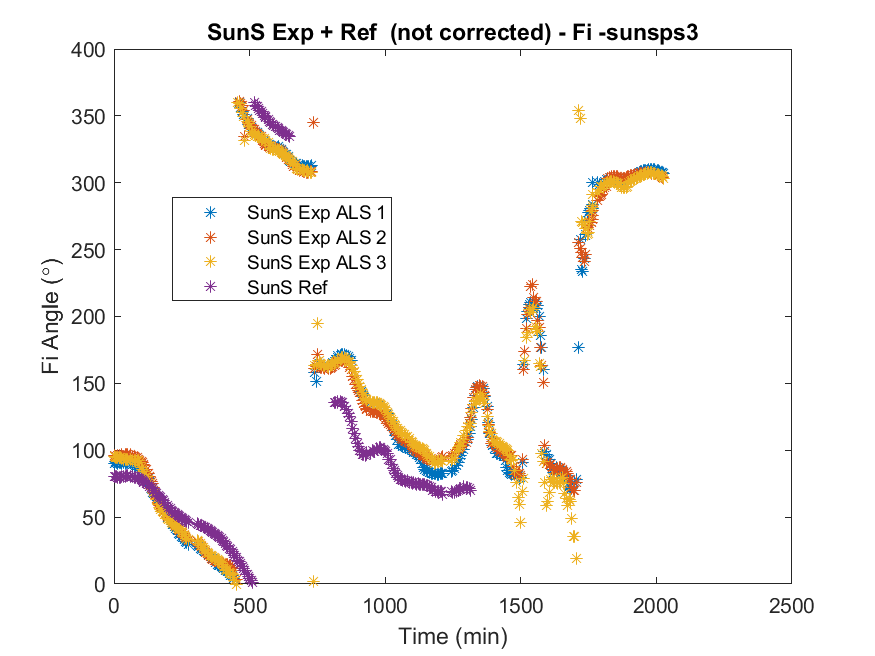 SunS Exp + Ref (not corrected) - Fi -sunsps3
400
350
300
250
200
150
100
50
0
Fi Angle (°)
SunS Exp ALS 1
SunS Exp ALS 2
SunS Exp ALS 3
SunS Ref
0 500 1000 1500 2000 2500
Time (min)